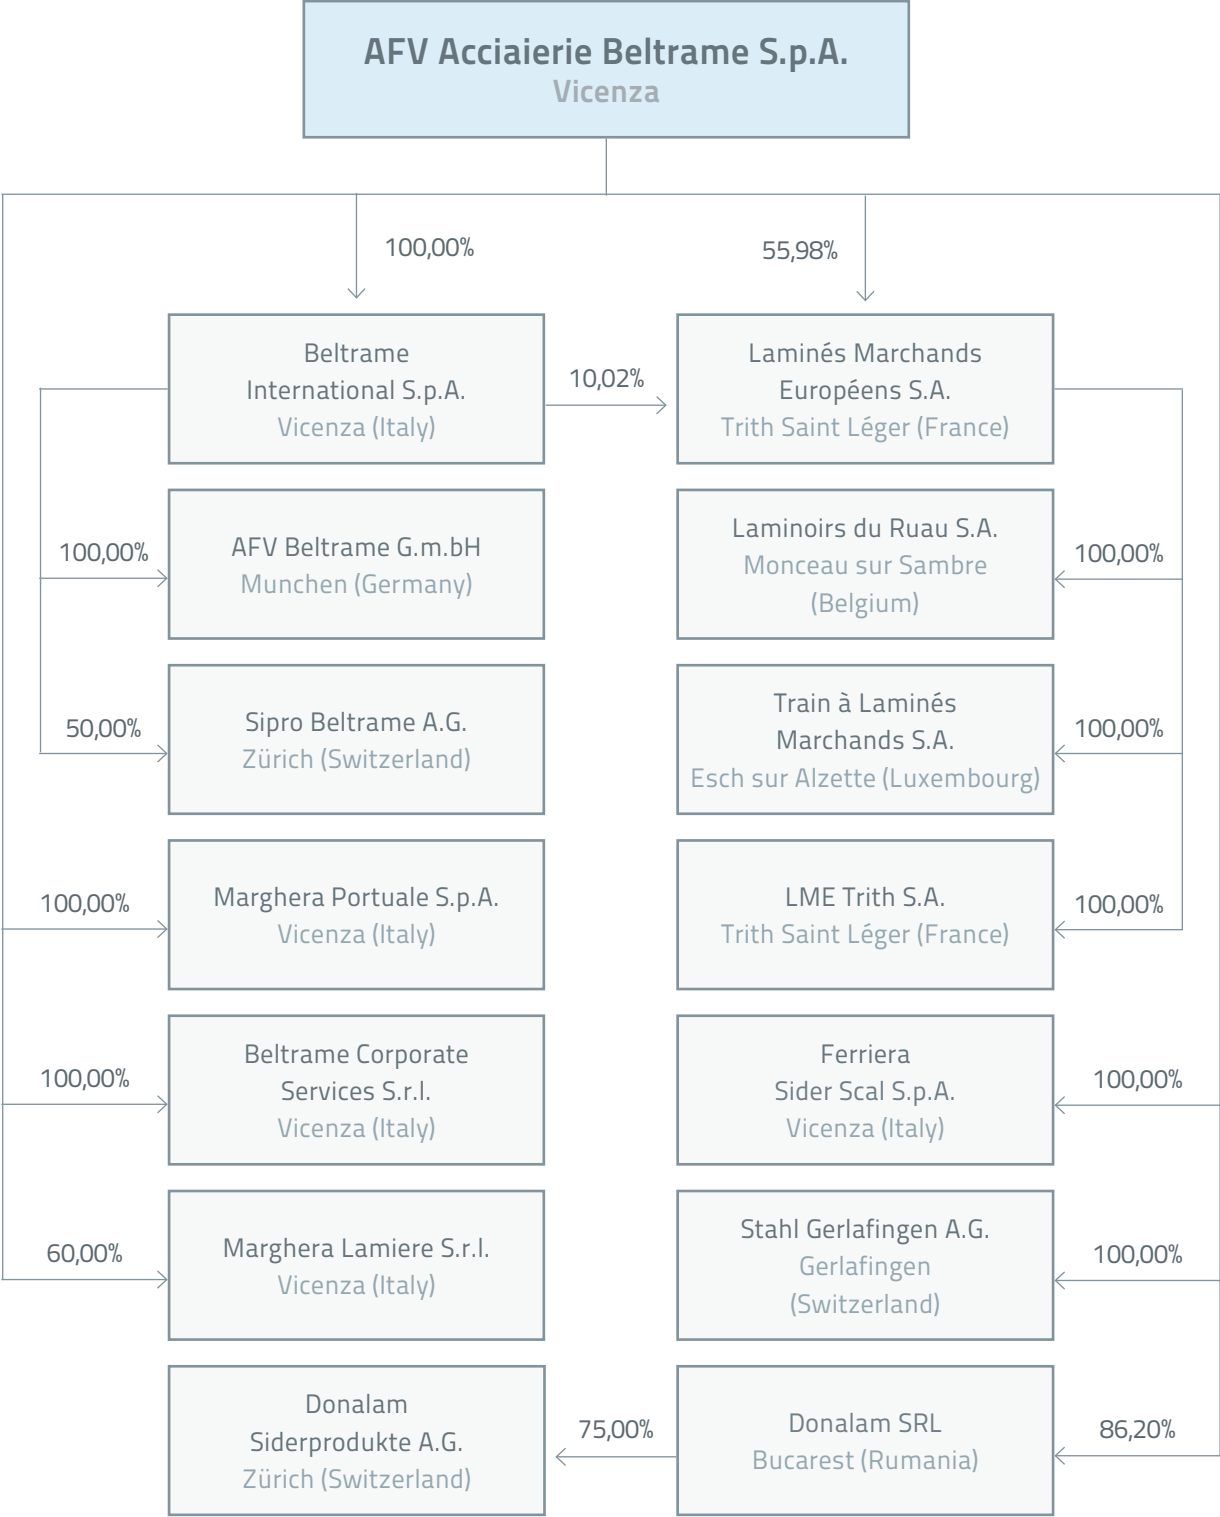 AFV Acciaierie Beltrame S.p.A.
Vicenza
100,00%
55,98%
Beltrame
International S.p.A.
Vicenza (Italy)
10,02%
Laminés Marchands
Européens S.A.
Trith Saint Léger (France)
100,00%
AFV Beltrame G.m.bH
Munchen (Germany)
Laminoirs du Ruau S.A.
Monceau sur Sambre
(Belgium)
100,00%
50,00%
Sipro Beltrame A.G.
Zürich (Switzerland)
Train à Laminés
Marchands S.A.
Esch sur Alzette (Luxembourg)
100,00%
100,00%
Marghera Portuale S.p.A.
Vicenza (Italy)
LME Trith S.A.
Trith Saint Léger (France)
100,00%
100,00%
Beltrame Corporate
Services S.r.l.
Vicenza (Italy)
Ferriera
Sider Scal S.p.A.
Vicenza (Italy)
100,00%
60,00%
Marghera Lamiere S.r.l.
Vicenza (Italy)
Stahl Gerlafingen A.G.
Gerlafingen
(Switzerland)
100,00%
Donalam
Siderprodukte A.G.
Zürich (Switzerland)
75,00%
Donalam SRL
Bucarest (Rumania)
86,20%